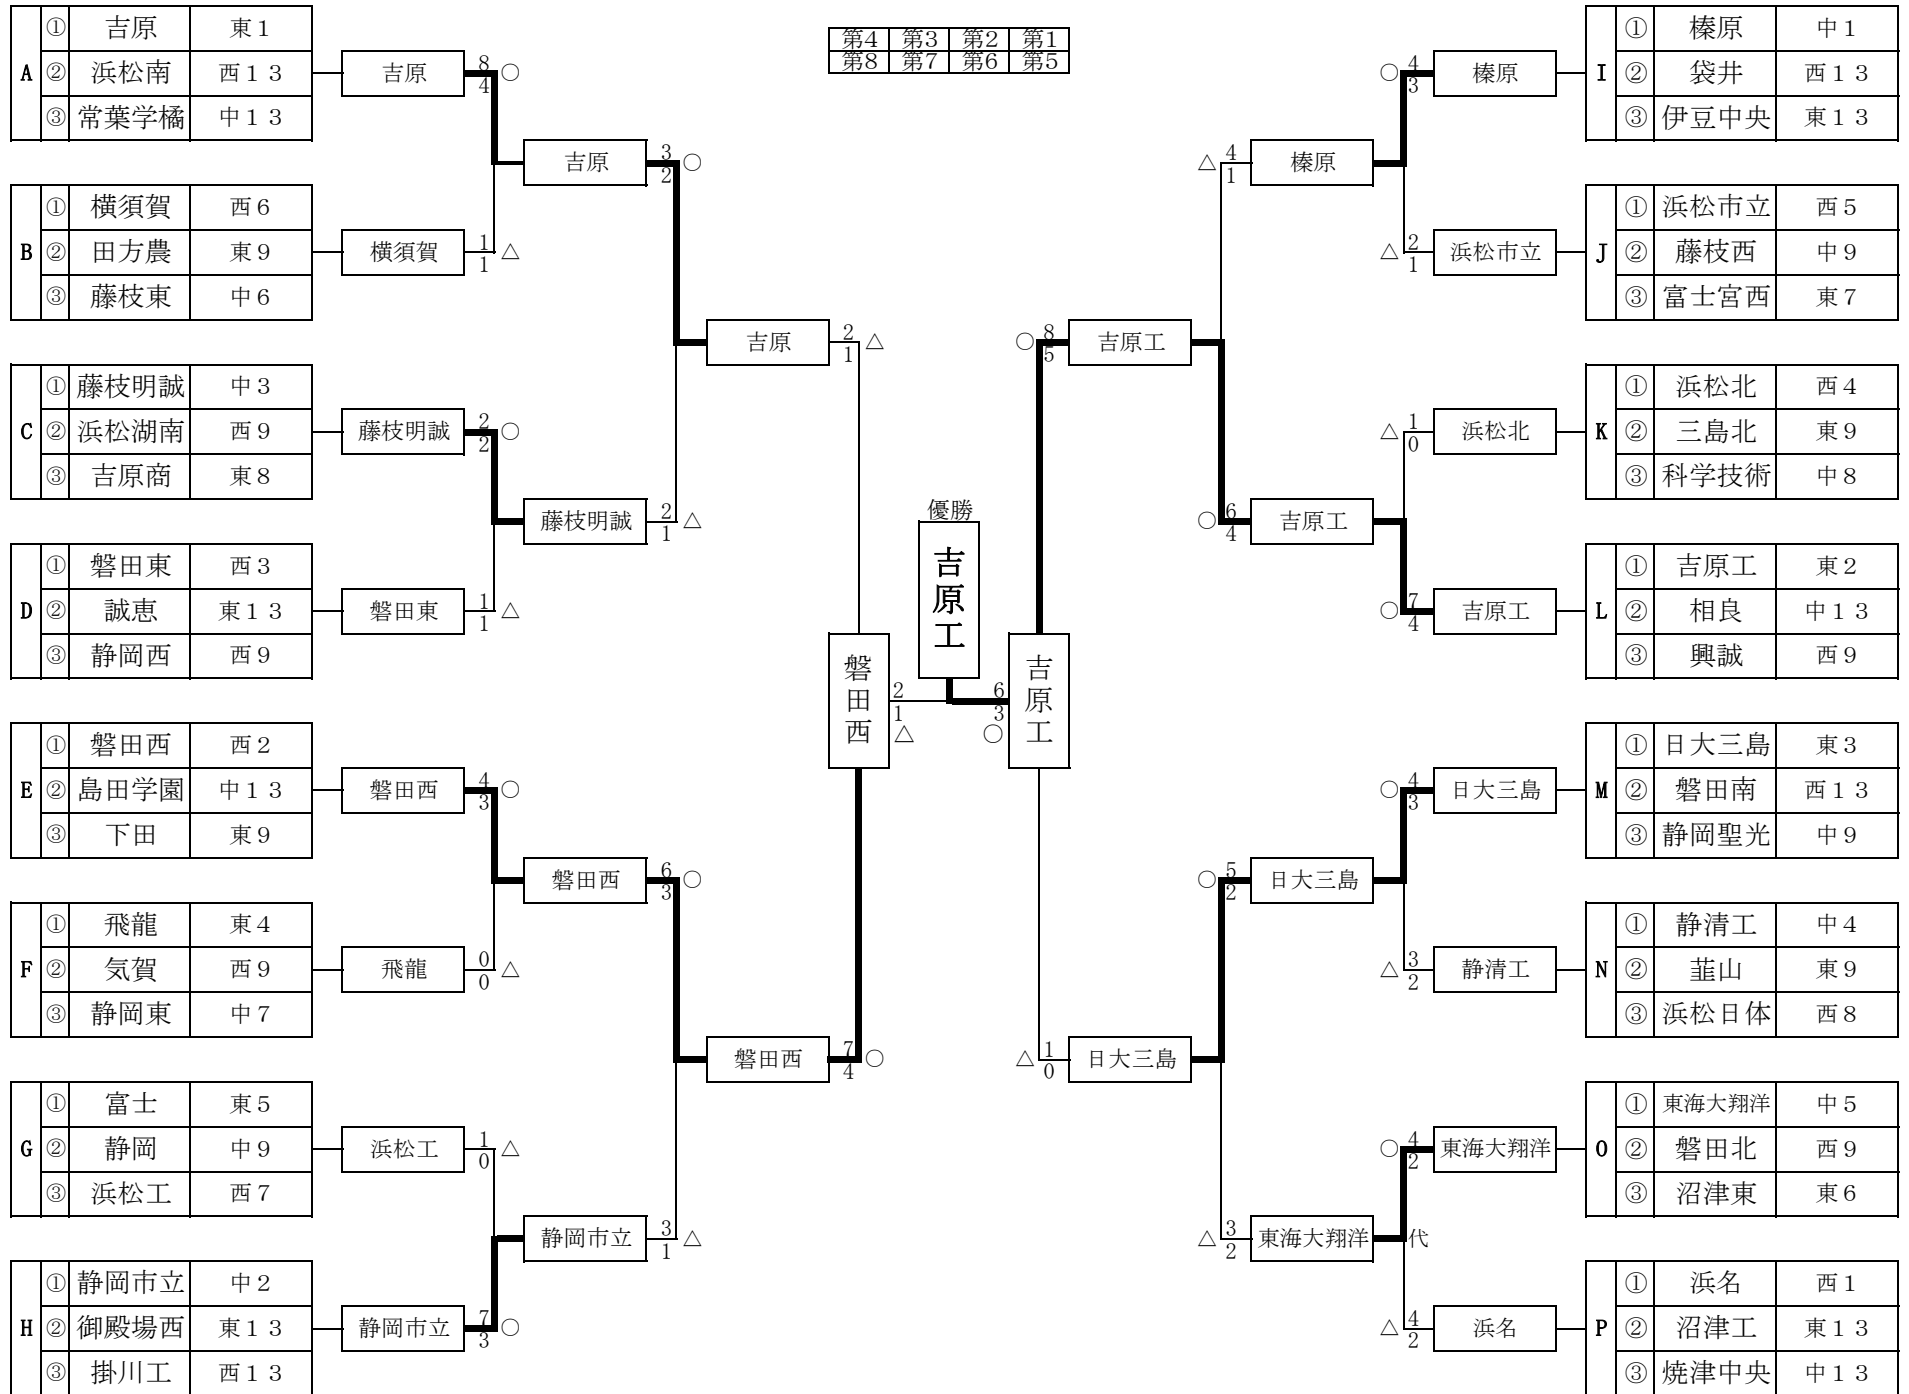 第4 第3 第2 第1
第8 第7 第6 第5
A
① 吉原 東1
② 浜松南 西13
③ 常葉学橘 中13
B
① 横須賀 西6
② 田方農 東9
③ 藤枝東 中6
C
① 藤枝明誠 中3
② 浜松湖南 西9
③ 吉原商 東8
D
① 磐田東 西3
② 誠恵 東13
③ 静岡西 西9
E
① 磐田西 西2
② 島田学園 中13
③ 下田 東9
F
① 飛龍 東4
② 気賀 西9
③ 静岡東 中7
G
① 富士 東5
② 静岡 中9
③ 浜松工 西7
H
① 静岡市立 中2
② 御殿場西 東13
③ 掛川工 西13
吉原 8 4 ○
横須賀 1 1 △
藤枝明誠 2 2 ○
磐田東 1 1 △
磐田西 4 3 ○
飛龍 0 0 △
浜松工 1 0 △
静岡市立 7 3 ○
吉原 3 2 ○
藤枝明誠 2 1 △
磐田西 6 3 ○
静岡市立 3 1 △
吉原 2 1 △
磐田西 7 4 ○
磐田西 2 1 △
優勝
吉原工
○ 6 3 吉原工
○ 8 5 吉原工
△ 1 0 日大三島
△ 4 1 榛原
○ 6 4 吉原工
○ 5 2 日大三島
△ 3 2 東海大翔洋
代
○ 4 3 榛原
△ 2 1 浜松市立
△ 1 0 浜松北
○ 7 4 吉原工
○ 4 3 日大三島
△ 3 2 静清工
○ 4 2 東海大翔洋
△ 4 2 浜名
I
① 榛原 中1
② 袋井 西13
③ 伊豆中央 東13
J
① 浜松市立 西5
② 藤枝西 中9
③ 富士宮西 東7
K
① 浜松北 西4
② 三島北 東9
③ 科学技術 中8
L
① 吉原工 東2
② 相良 中13
③ 興誠 西9
M
① 日大三島 東3
② 磐田南 西13
③ 静岡聖光 中9
N
① 静清工 中4
② 韮山 東9
③ 浜松日体 西8
O
① 東海大翔洋 中5
② 磐田北 西9
③ 沼津東 東6
P
① 浜名 西1
② 沼津工 東13
③ 焼津中央 中13